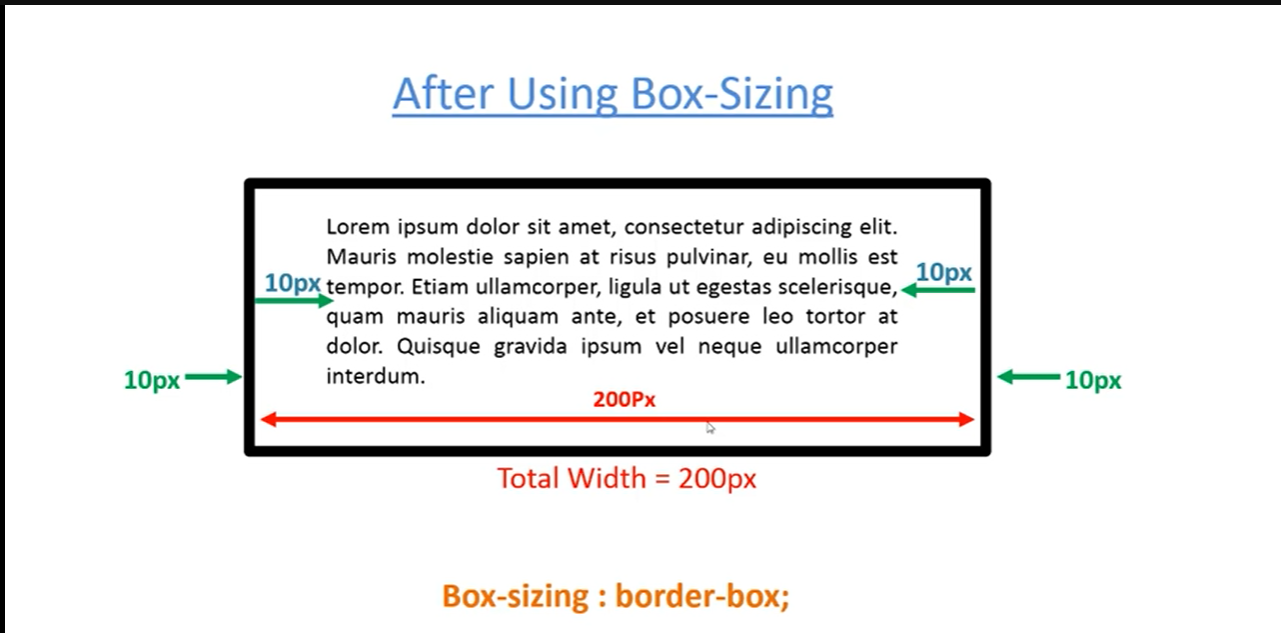 After Using Box-Sizing
Lorem ipsum dolor sit amet, consectetur adipiscing elit.
Mauris molestie sapien at risus pulvinar, eu mollis est
10px
tempor. Etiam ullamcorper, ligula ut egestas scelerisque,
10px
quam mauris aliquam ante, et posuere leo tortor at
dolor. Quisque gravida ipsum vel neque ullamcorper
interdum.
10px
10px
200Px
Total Width = 200px
Box-sizing : border-box;